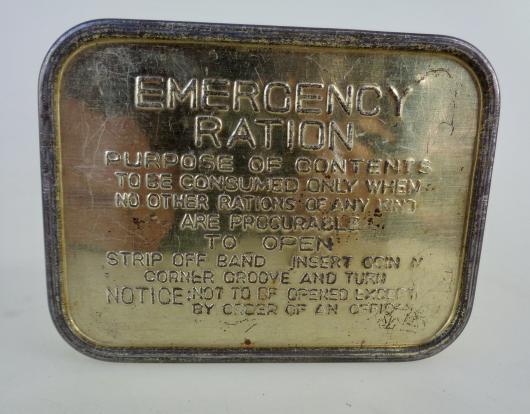 EMERGENCY
RATION
PURPOSE OF CONTENTS
TO BE CONSUMED ONLY WHEN
NO OTHER RATIONS OF ANY KIND
ARE PROCURABLE
TO OPEN
STRIP OFF BAND INSERT COIN IN
CORNER GROOVE AND TURN
NOTICE: NOT TO BE OPENED EXCEPT
BY ORDER OF AN OFFICER